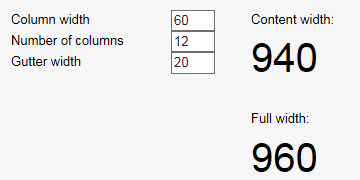 Column width 60
Number of columns 12
Gutter width 20
Content width:
940
Full width:
960